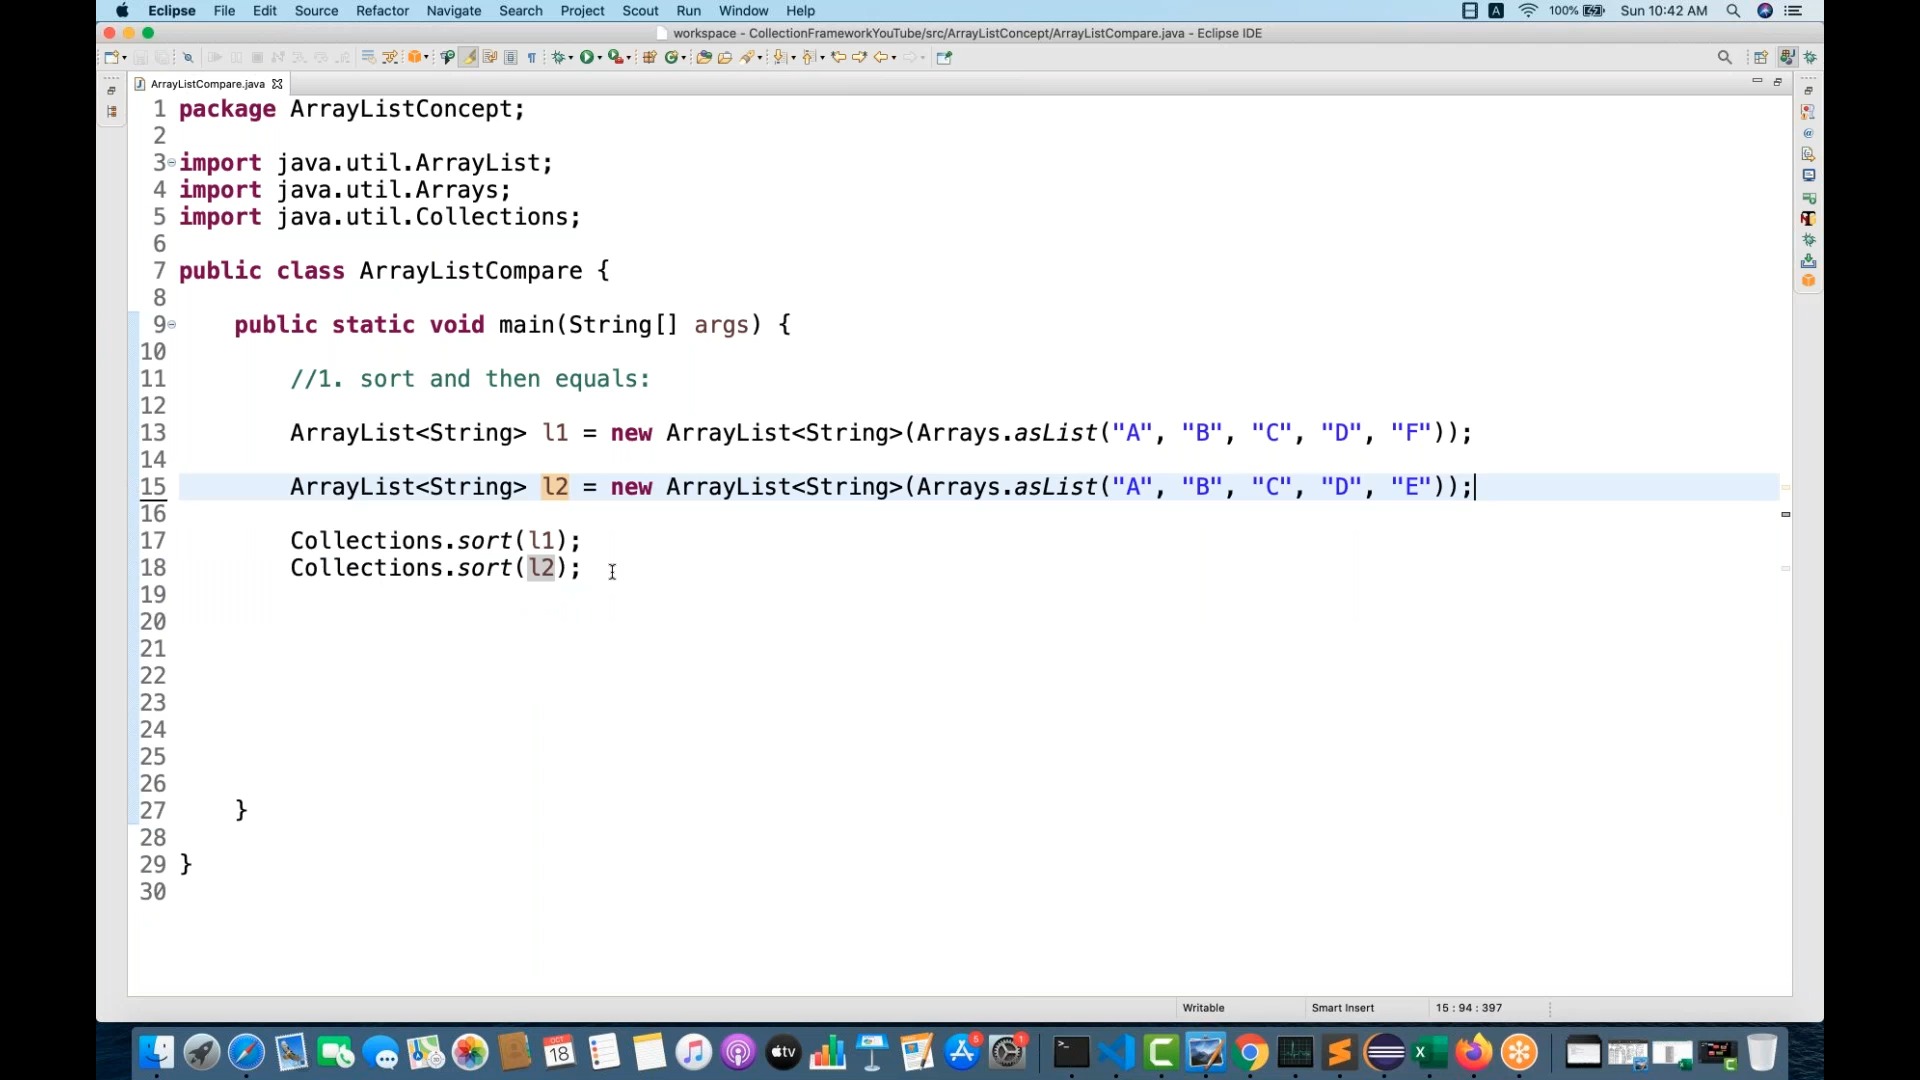 Eclipse File Edit Source Refactor Navigate Search Project Scout Run Window Help
A 100% Sun 10:42 AM
workspace - CollectionFrameworkYouTube/src/ArrayListConcept/ArrayListCompare.java - Eclipse IDE
ArrayListCompare.java
1 package ArrayListConcept;
2
3 import java.util.ArrayList;
4 import java.util.Arrays;
5 import java.util.Collections;
6
7 public class ArrayListCompare {
8
9 public static void main(String[] args) {
10
11 //1. sort and then equals:
12
13 ArrayList<String> l1 = new ArrayList<String>(Arrays.asList("A", "B", "C", "D", "F"));
14
15 ArrayList<String> l2 = new ArrayList<String>(Arrays.asList("A", "B", "C", "D", "E"));
16
17 Collections.sort(l1);
18 Collections.sort(l2);
19
20
21
22
23
24
25
26
27 }
28
29 }
30
Writable Smart Insert 15 : 94 : 397
OCT 18 tv